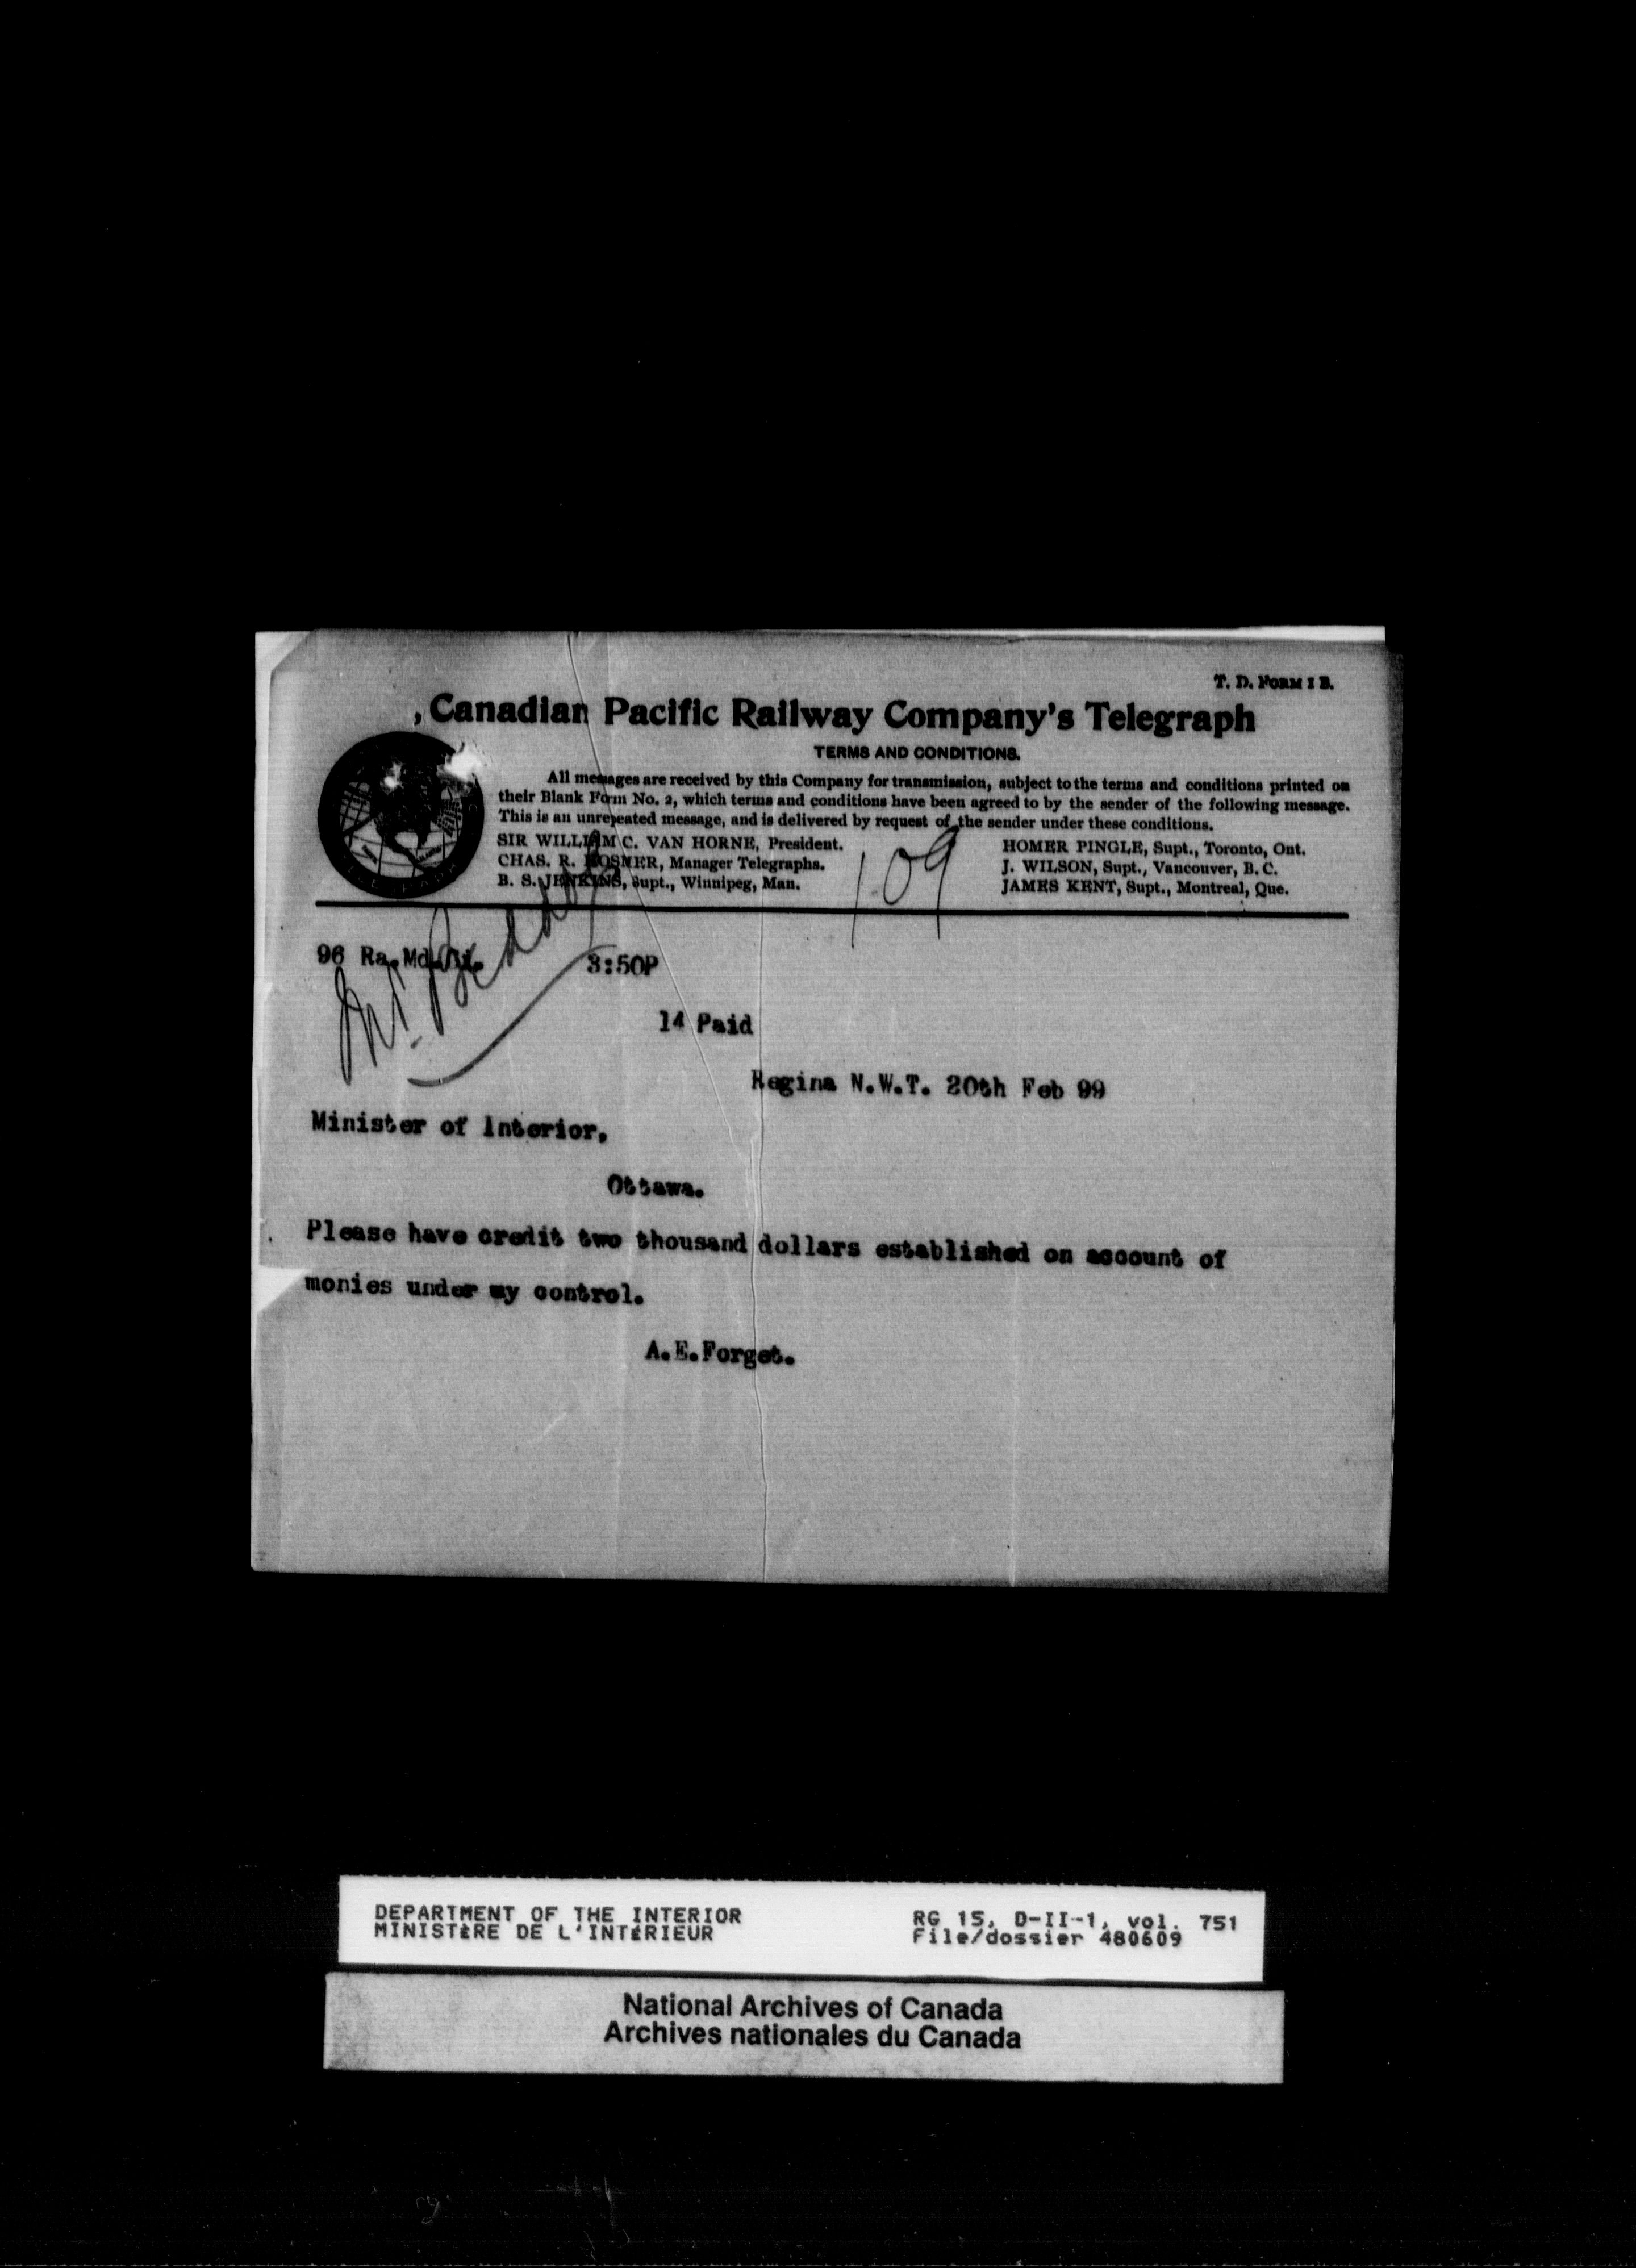 T. D. FORM 1 B.
Canadian Pacific Railway Company's Telegraph
TERMS AND CONDITIONS.
All messages are received by this Company for transmission, subject to the terms and conditions printed on
their Blank Form No. 2, which terms and conditions have been agreed to by the sender of the following message.
This is an unrepeated message, and is delivered by request of the sender under these conditions.
SIR WILLIAM C. VAN HORNE, President.
CHAS. R. HOSMER, Manager Telegraphs.
B. S. JENKINS, Supt., Winnipeg, Man.
HOMER PINGLE, Supt., Toronto, Ont.
J. WILSON, Supt., Vancouver, B. C.
JAMES KENT, Supt., Montreal, Que.
109
96 Ra.Md. 3:50P
Mr.
14 Paid
Regina N.W.T. 20th Feb 99
Minister of Interior,
Ottawa.
Please have credit two thousand dollars established on account of
monies under my control.
A.E.Forget.
DEPARTMENT OF THE INTERIOR
MINISTÈRE DE L'INTÉRIEUR
RG 15, D-II-1, vol. 751
File/dossier 480609
National Archives of Canada
Archives nationales du Canada